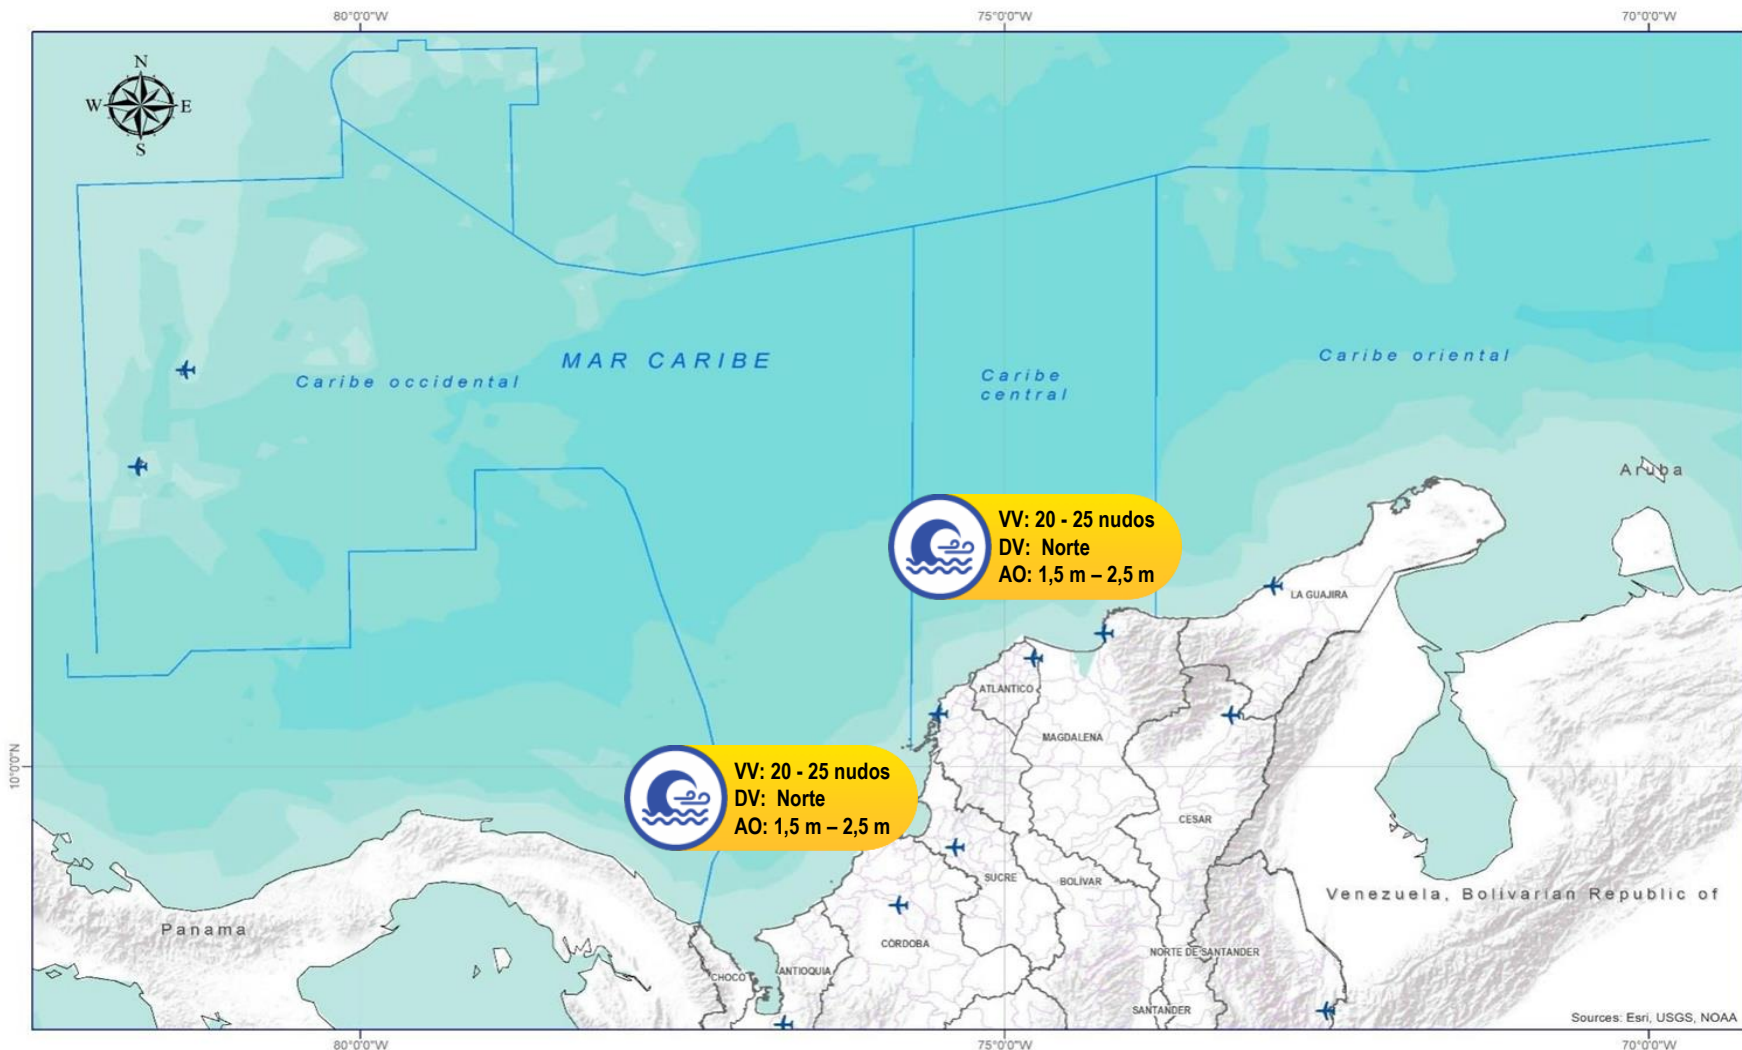 80°0'0"W
75°0'0"W
70°0'0"W
N
W E
S
MAR CARIBE
Caribe occidental
Caribe
central
Caribe oriental
Aruba
VV: 20 - 25 nudos
DV: Norte
AO: 1,5 m – 2,5 m
LA GUAJIRA
ATLANTICO
MAGDALENA
10°0'0"N
VV: 20 - 25 nudos
DV: Norte
AO: 1,5 m – 2,5 m
CESAR
SUCRE
BOLÍVAR
Venezuela, Bolivarian Republic of
Panama
CÓRDOBA
NORTE DE SANTANDER
CHOCO
ANTIOQUIA
SANTANDER
Sources: Esri, USGS, NOAA
80°0'0"W
75°0'0"W
70°0'0"W